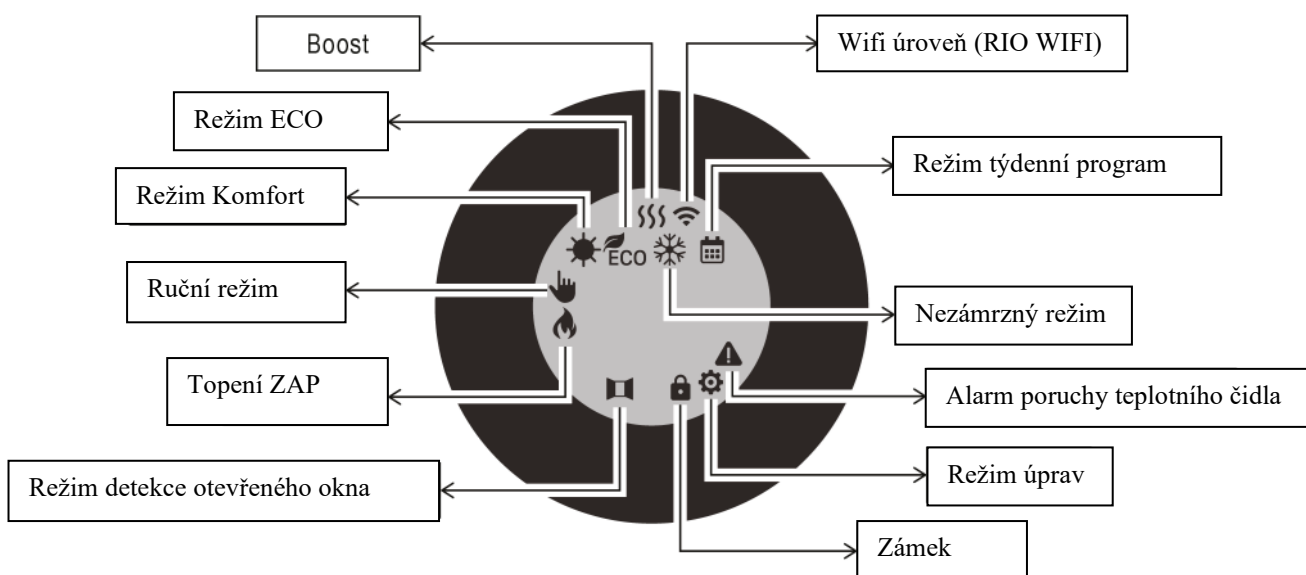 Boost
Wifi úroveň (RIO WIFI)
Režim ECO
Režim týdenní program
Režim Komfort
ECO
Ruční režim
Nezámrzný režim
Topení ZAP
Alarm poruchy teplotního čidla
Režim detekce otevřeného okna
Režim úprav
Zámek